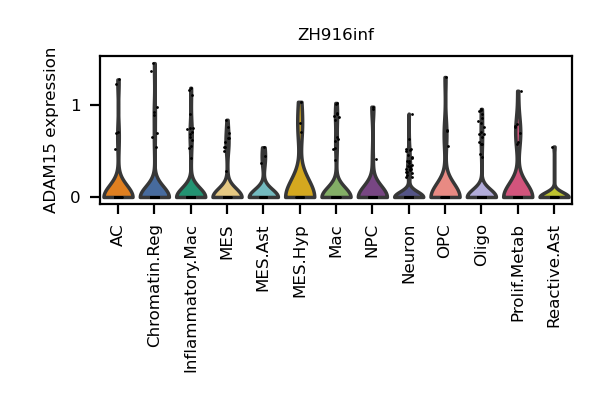 ZH916inf
ADAM15 expression
1
0
AC
Chromatin.Reg
Inflammatory.Mac
MES
MES.Ast
MES.Hyp
Mac
NPC
Neuron
OPC
Oligo
Prolif.Metab
Reactive.Ast